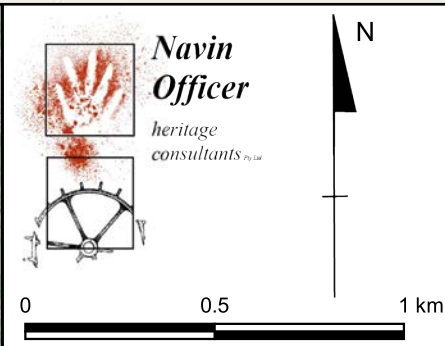 Navin
Officer
heritage
consultants Pty Ltd
N
0 0.5 1 km